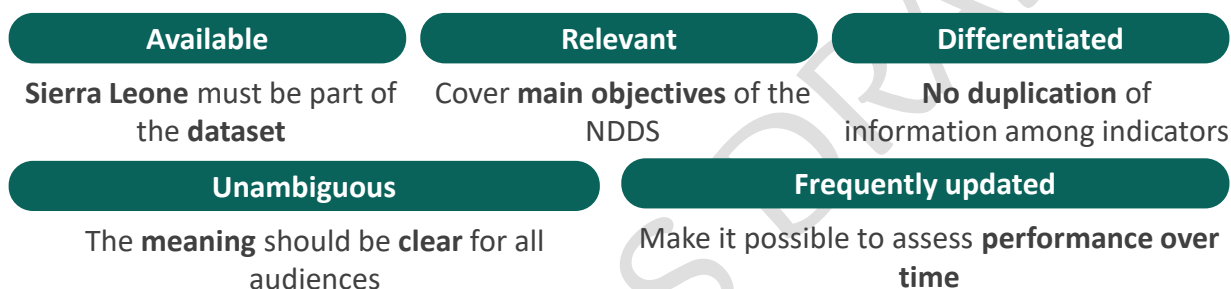 Available
Relevant
Differentiated
Sierra Leone must be part of
the dataset
Cover main objectives of the
NDDS
No duplication of
information among indicators
Unambiguous
Frequently updated
The meaning should be clear for all
audiences
Make it possible to assess performance over
time